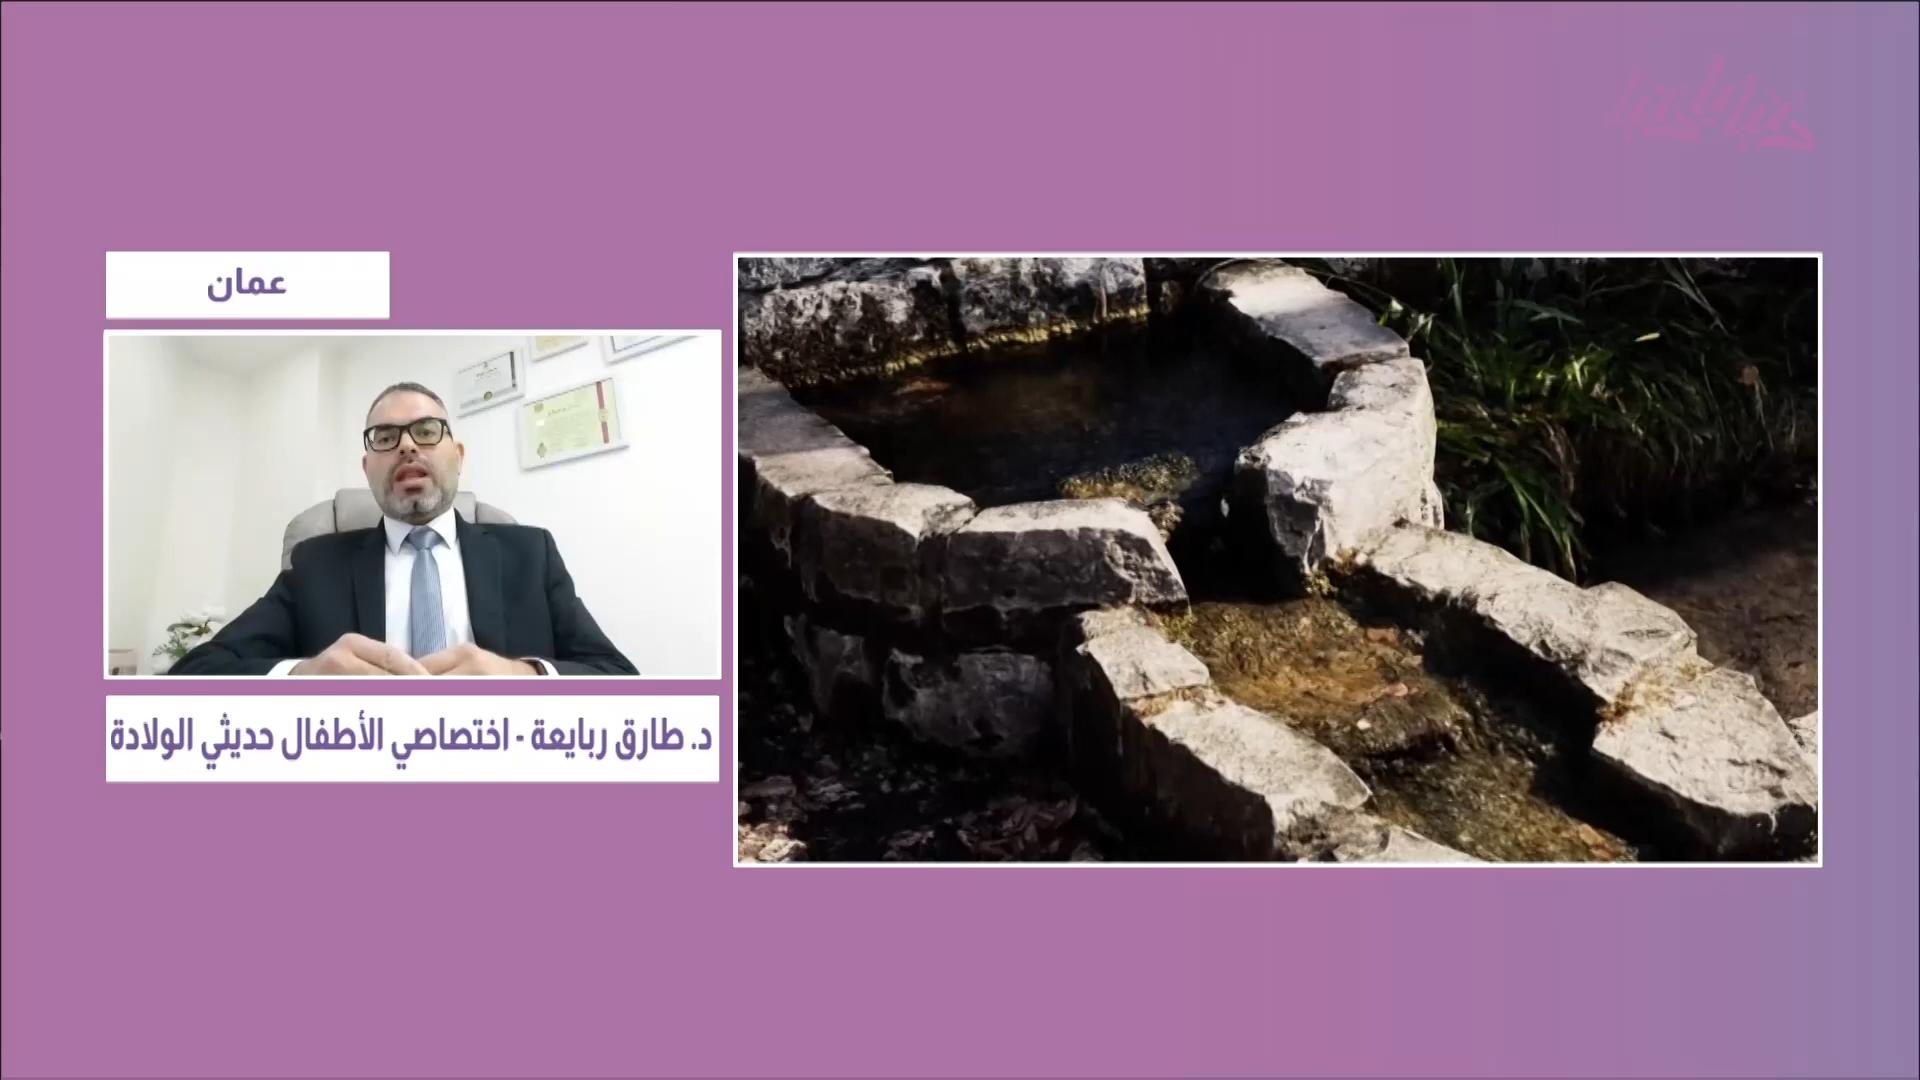 عمان
د. طارق ربايعة - اختصاصي الأطفال حديثي الولادة